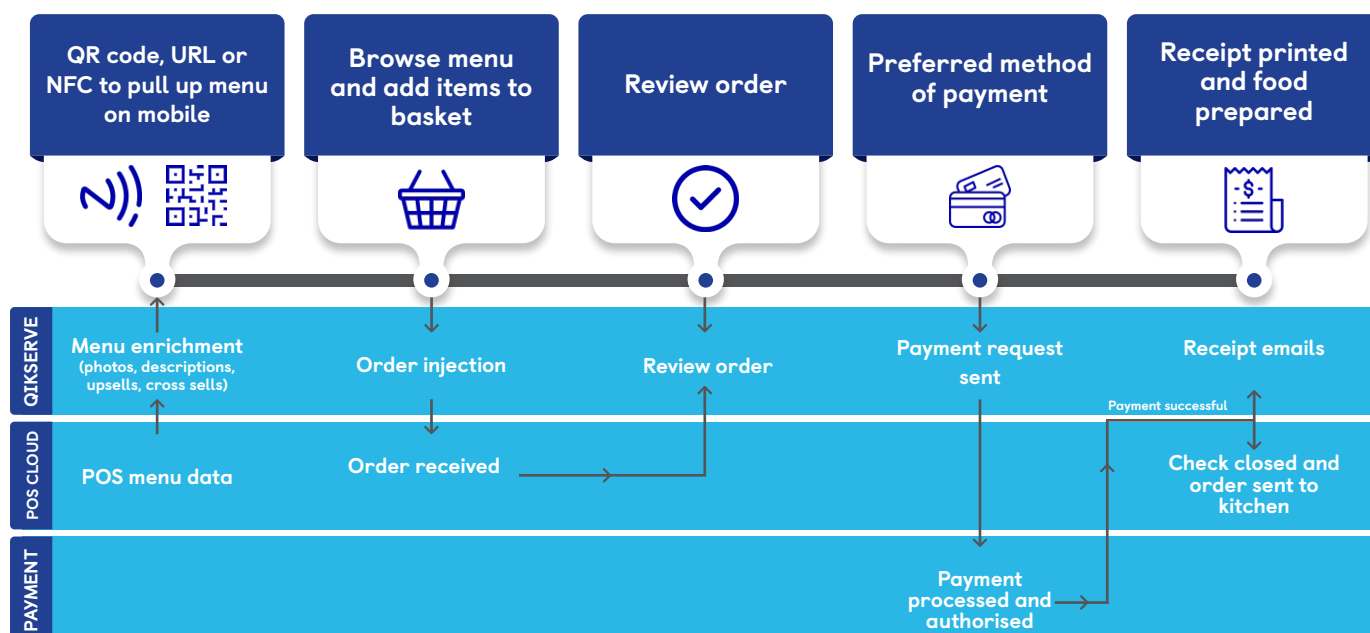 QR code, URL or
NFC to pull up menu
on mobile
Browse menu
and add items to
basket
Review order
Preferred method
of payment
Receipt printed
and food
prepared
-$-
QIKSERVE
Menu enrichment
(photos, descriptions,
upsells, cross sells)
Order injection
Review order
Payment request
sent
Receipt emails
Payment successful
POS CLOUD
POS menu data
Order received
Check closed and
order sent to
kitchen
PAYMENT
Payment
processed and
authorised